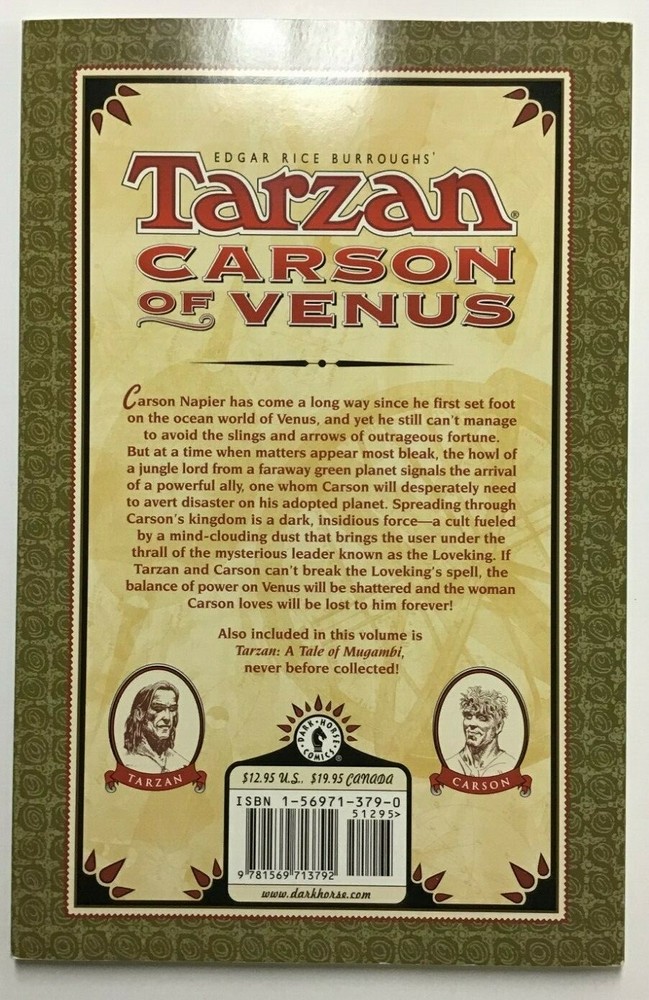 EDGAR RICE BURROUGHS'
Tarzan®
CARSON
OF VENUS
Carson Napier has come a long way since he first set foot
on the ocean world of Venus, and yet he still can't manage
to avoid the slings and arrows of outrageous fortune.
But at a time when matters appear most bleak, the howl of
a jungle lord from a faraway green planet signals the arrival
of a powerful ally, one whom Carson will desperately need
to avert disaster on his adopted planet. Spreading through
Carson's kingdom is a dark, insidious force—a cult fueled
by a mind-clouding dust that brings the user under the
thrall of the mysterious leader known as the Loveking. If
Tarzan and Carson can't break the Loveking's spell, the
balance of power on Venus will be shattered and the woman
Carson loves will be lost to him forever!
Also included in this volume is
Tarzan: A Tale of Mugambi,
never before collected!
TARZAN
CARSON
DARK·HORSE
COMICS®
$12.95 U.S., $19.95 CANADA
ISBN 1-56971-379-0
51295>
9 781569 713792
www.darkhorse.com